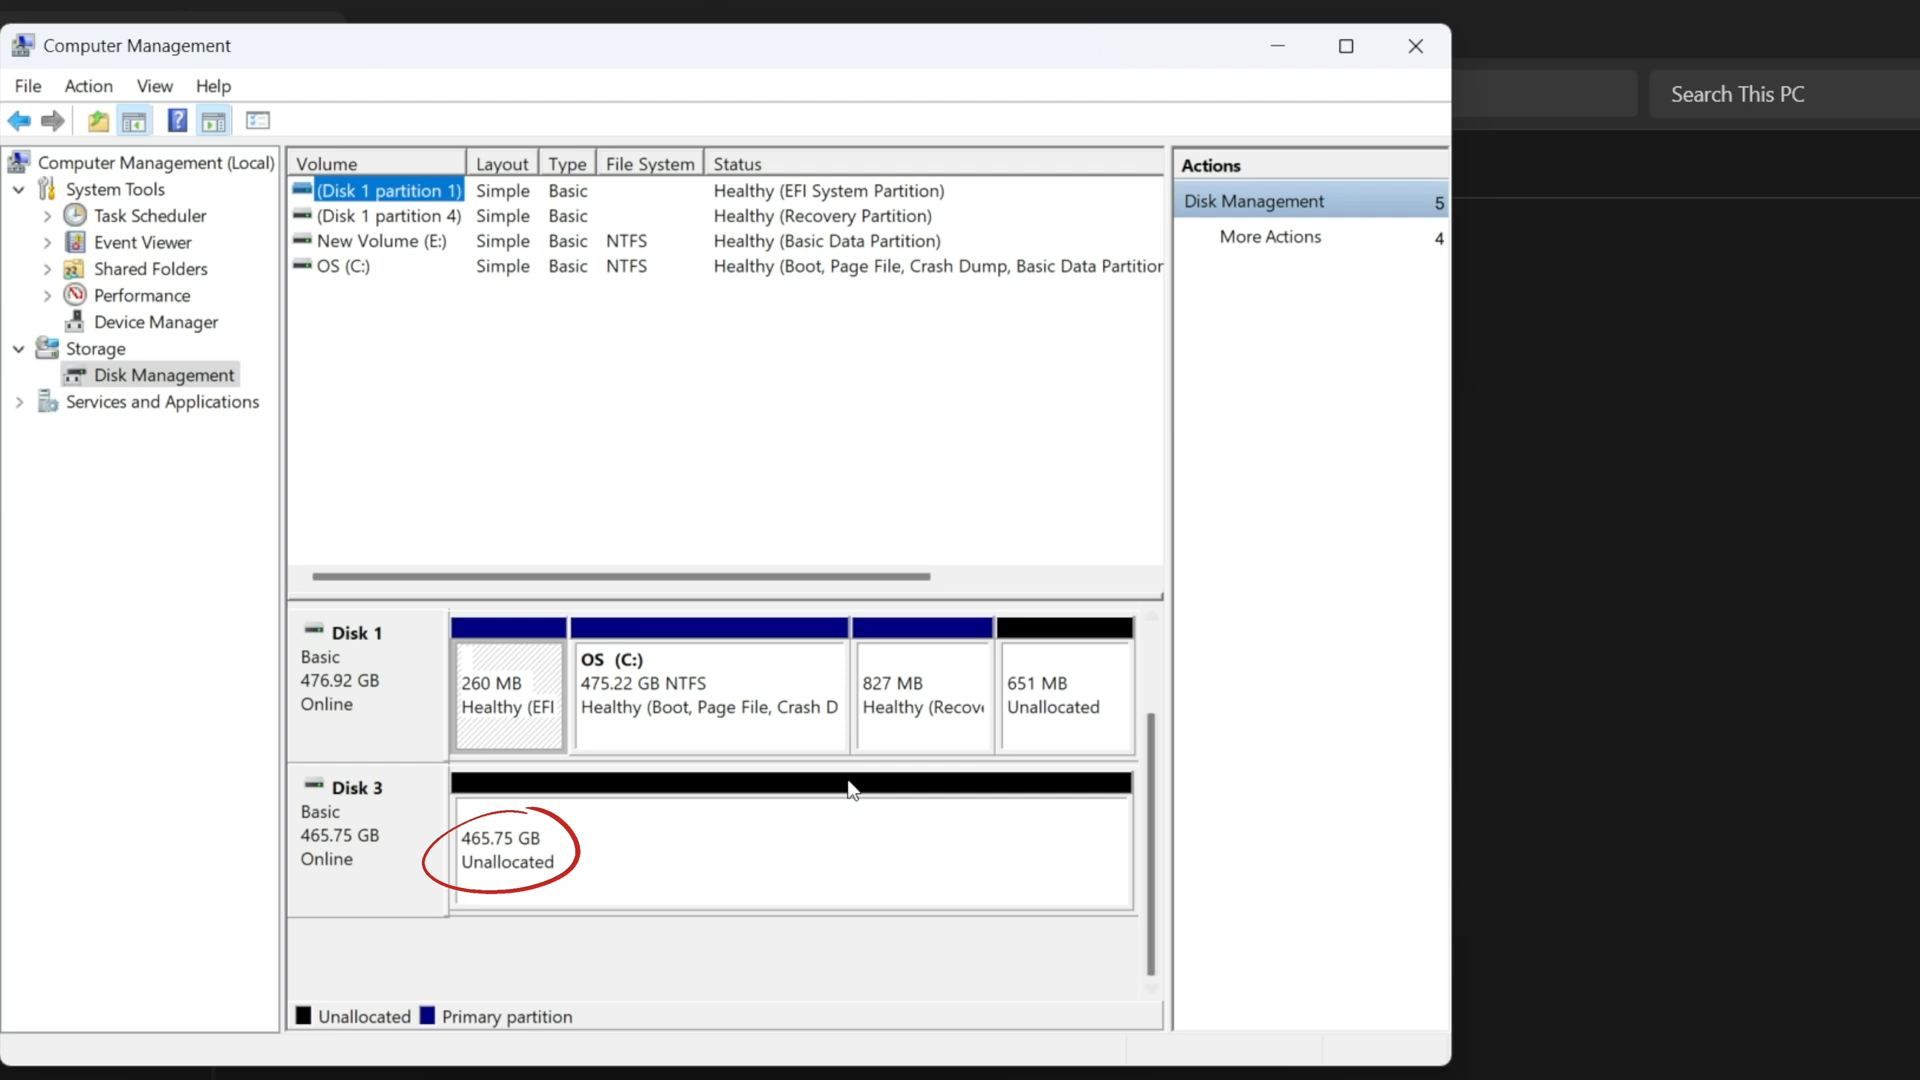 Computer Management
File Action View Help
Search This PC
Computer Management (Local)
System Tools
Task Scheduler
Event Viewer
Shared Folders
Performance
Device Manager
Storage
Disk Management
Services and Applications
Volume Layout Type File System Status
(Disk 1 partition 1) Simple Basic Healthy (EFI System Partition)
(Disk 1 partition 4) Simple Basic Healthy (Recovery Partition)
New Volume (E:) Simple Basic NTFS Healthy (Basic Data Partition)
OS (C:) Simple Basic NTFS Healthy (Boot, Page File, Crash Dump, Basic Data Partition
Actions
Disk Management 5
More Actions 4
Disk 1
Basic
476.92 GB
Online
260 MB
Healthy (EFI
OS (C:)
475.22 GB NTFS
Healthy (Boot, Page File, Crash D
827 MB
Healthy (Recov
651 MB
Unallocated
Disk 3
Basic
465.75 GB
Online
465.75 GB
Unallocated
Unallocated Primary partition